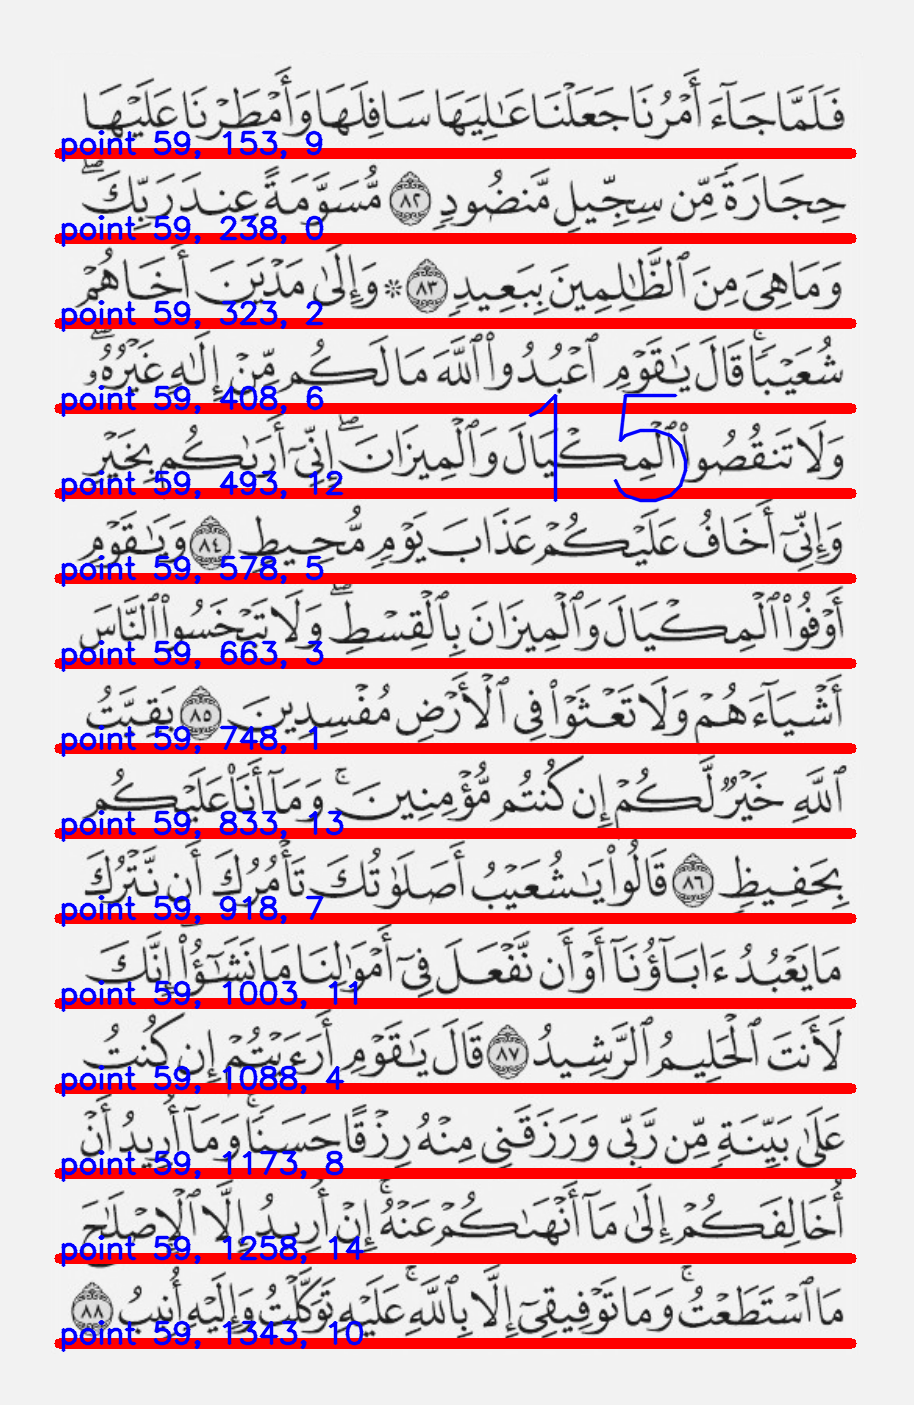 فَلَمَّا جَآءَ أَمْرُنَا جَعَلْنَا عَٰلِيَهَا سَافِلَهَا وَأَمْطَرْنَا عَلَيْهَا
point 59, 153, 9
حِجَارَةً مِّن سِجِّيلٍ مَّنضُودٍ ٨٢ مُّسَوَّمَةً عِندَ رَبِّكَۖ
point 59, 238, 0
وَمَا هِىَ مِنَ ٱلظَّٰلِمِينَ بِبَعِيدٍ ٨٣ ۞ وَإِلَىٰ مَدْيَنَ أَخَاهُمْ
point 59, 323, 2
شُعَيْبًاۚ قَالَ يَٰقَوْمِ ٱعْبُدُوا۟ ٱللَّهَ مَا لَكُم مِّنْ إِلَٰهٍ غَيْرُهُۥۖ
point 59, 408, 6
15
وَلَا تَنقُصُوا۟ ٱلْمِكْيَالَ وَٱلْمِيزَانَۖ إِنِّىٓ أَرَىٰكُم بِخَيْرٍ
point 59, 493, 12
وَإِنِّىٓ أَخَافُ عَلَيْكُمْ عَذَابَ يَوْمٍ مُّحِيطٍ ٨٤ وَيَٰقَوْمِ
point 59, 578, 5
أَوْفُوا۟ ٱلْمِكْيَالَ وَٱلْمِيزَانَ بِٱلْقِسْطِۖ وَلَا تَبْخَسُوا۟ ٱلنَّاسَ
point 59, 663, 3
أَشْيَآءَهُمْ وَلَا تَعْثَوْا۟ فِى ٱلْأَرْضِ مُفْسِدِينَ ٨٥ بَقِيَّتُ
point 59, 748, 1
ٱللَّهِ خَيْرٌ لَّكُمْ إِن كُنتُم مُّؤْمِنِينَۚ وَمَآ أَنَا۠ عَلَيْكُم
point 59, 833, 13
بِحَفِيظٍ ٨٦ قَالُوا۟ يَٰشُعَيْبُ أَصَلَوٰتُكَ تَأْمُرُكَ أَن نَّتْرُكَ
point 59, 918, 7
مَا يَعْبُدُ ءَابَآؤُنَآ أَوْ أَن نَّفْعَلَ فِىٓ أَمْوَٰلِنَا مَا نَشَٰٓؤُا۟ۖ إِنَّكَ
point 59, 1003, 11
لَأَنتَ ٱلْحَلِيمُ ٱلرَّشِيدُ ٨٧ قَالَ يَٰقَوْمِ أَرَءَيْتُمْ إِن كُنتُ
point 59, 1088, 4
عَلَىٰ بَيِّنَةٍ مِّن رَّبِّى وَرَزَقَنِى مِنْهُ رِزْقًا حَسَنًاۚ وَمَآ أُرِيدُ أَنْ
point 59, 1173, 8
أُخَالِفَكُمْ إِلَىٰ مَآ أَنْهَىٰكُمْ عَنْهُۚ إِنْ أُرِيدُ إِلَّا ٱلْإِصْلَٰحَ
point 59, 1258, 14
مَا ٱسْتَطَعْتُۚ وَمَا تَوْفِيقِىٓ إِلَّا بِٱللَّهِۚ عَلَيْهِ تَوَكَّلْتُ وَإِلَيْهِ أُنِيبُ ٨٨
point 59, 1343, 10